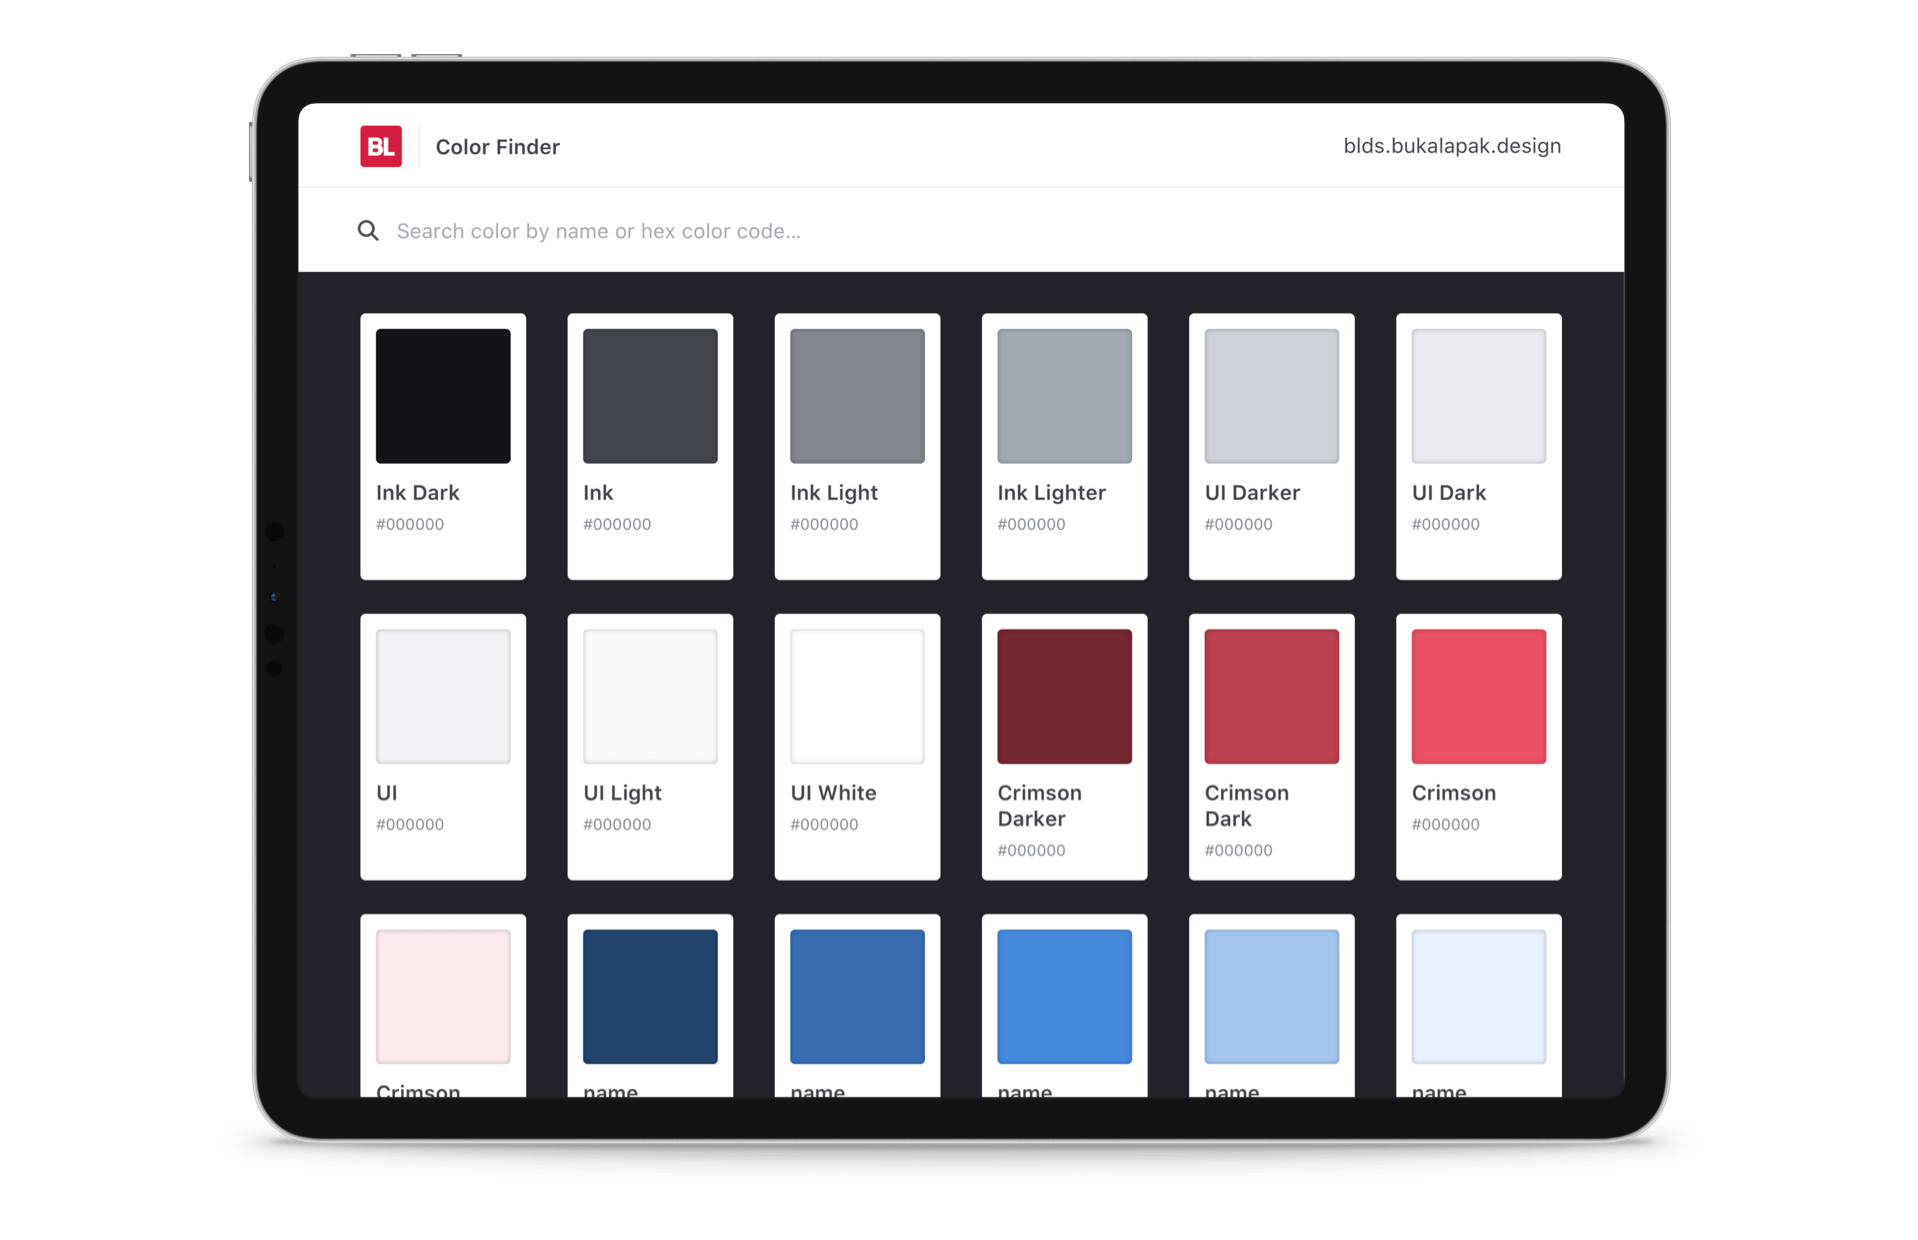 BL
Color Finder
blds.bukalapak.design
Search color by name or hex color code...
Ink Dark
#000000
Ink
#000000
Ink Light
#000000
Ink Lighter
#000000
UI Darker
#000000
UI Dark
#000000
UI
#000000
UI Light
#000000
UI White
#000000
Crimson
Darker
#000000
Crimson
Dark
#000000
Crimson
#000000
Crimson
name
name
name
name
name